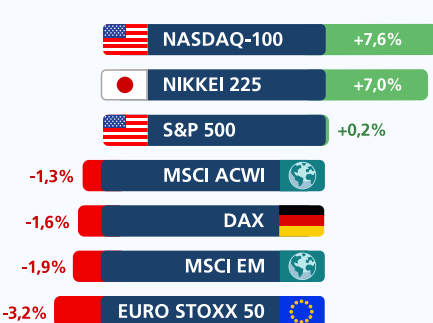 NASDAQ-100 +7,6%
NIKKEI 225 +7,0%
S&P 500 +0,2%
-1,3% MSCI ACWI
-1,6% DAX
-1,9% MSCI EM
-3,2% EURO STOXX 50